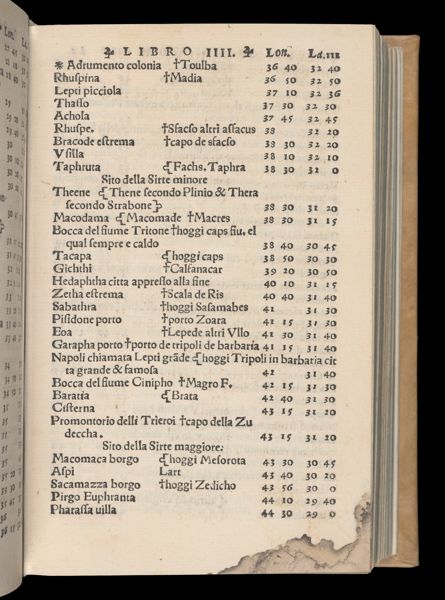 LIBRO IIII. Lon. La.
* Adrumento colonia †Toulba 36 40 32 40
Rhuspina †Madia 36 50 32 50
Lepti picciola 37 10 32 36
Thasso 37 30 32 30
Achola 37 45 32 45
Rhuspe. †Sfacso altri asfacus 38 32 20
Bracode estrema †capo de sfacso 38 30 32 20
Vsilla 38 10 32 10
Taphruta {Fachs. Taphra 38 30 32 0
Sito della Sirte minore
Theene {Thene secondo Plinio & Thera
secondo Strabone} 38 30 31 20
Macodama {Macomade †Macres 38 30 31 15
Bocca del fiume Tritone †hoggi caps fiu, el
qual sempre e caldo 38 40 30 45
Tacapa {hoggi caps 38 50 30 30
Gichthi †Calfanacar 39 20 30 50
Hedaphtha citta appresso alla fine 40 10 31 15
Zetha estrema †Scala de Ris 40 40 31 40
Sabathra †hoggi Sasamabes 41 31 30
Pisidone porto †porto Zoara 41 15 31 30
Eoa †Lepede altri Vllo 41 30 31 40
Garapha porto †porto de tripoli de barbaria 41 15 31 40
Napoli chiamata Lepti grãde {hoggi Tripoli in barbaria cit
ta grande & famosa 42 31 40
Bocca del fiume Cinipho †Magro F. 42 15 31 30
Baratia {Brata 42 40 31 30
Cisterna 43 15 31 20
Promontorio delli Trieroi †capo della Zu
deccha. 43 15 31 20
Sito della Sirte maggiore.
Macomaca borgo {hoggi Mesorota 43 30 30 45
Aspi Lart 43 40 30 20
Sacamazza borgo †hoggi Zedicho 43 56 30 0
Pirgo Euphranta 44 10 29 40
Pharassa uilla 44 30 29 0